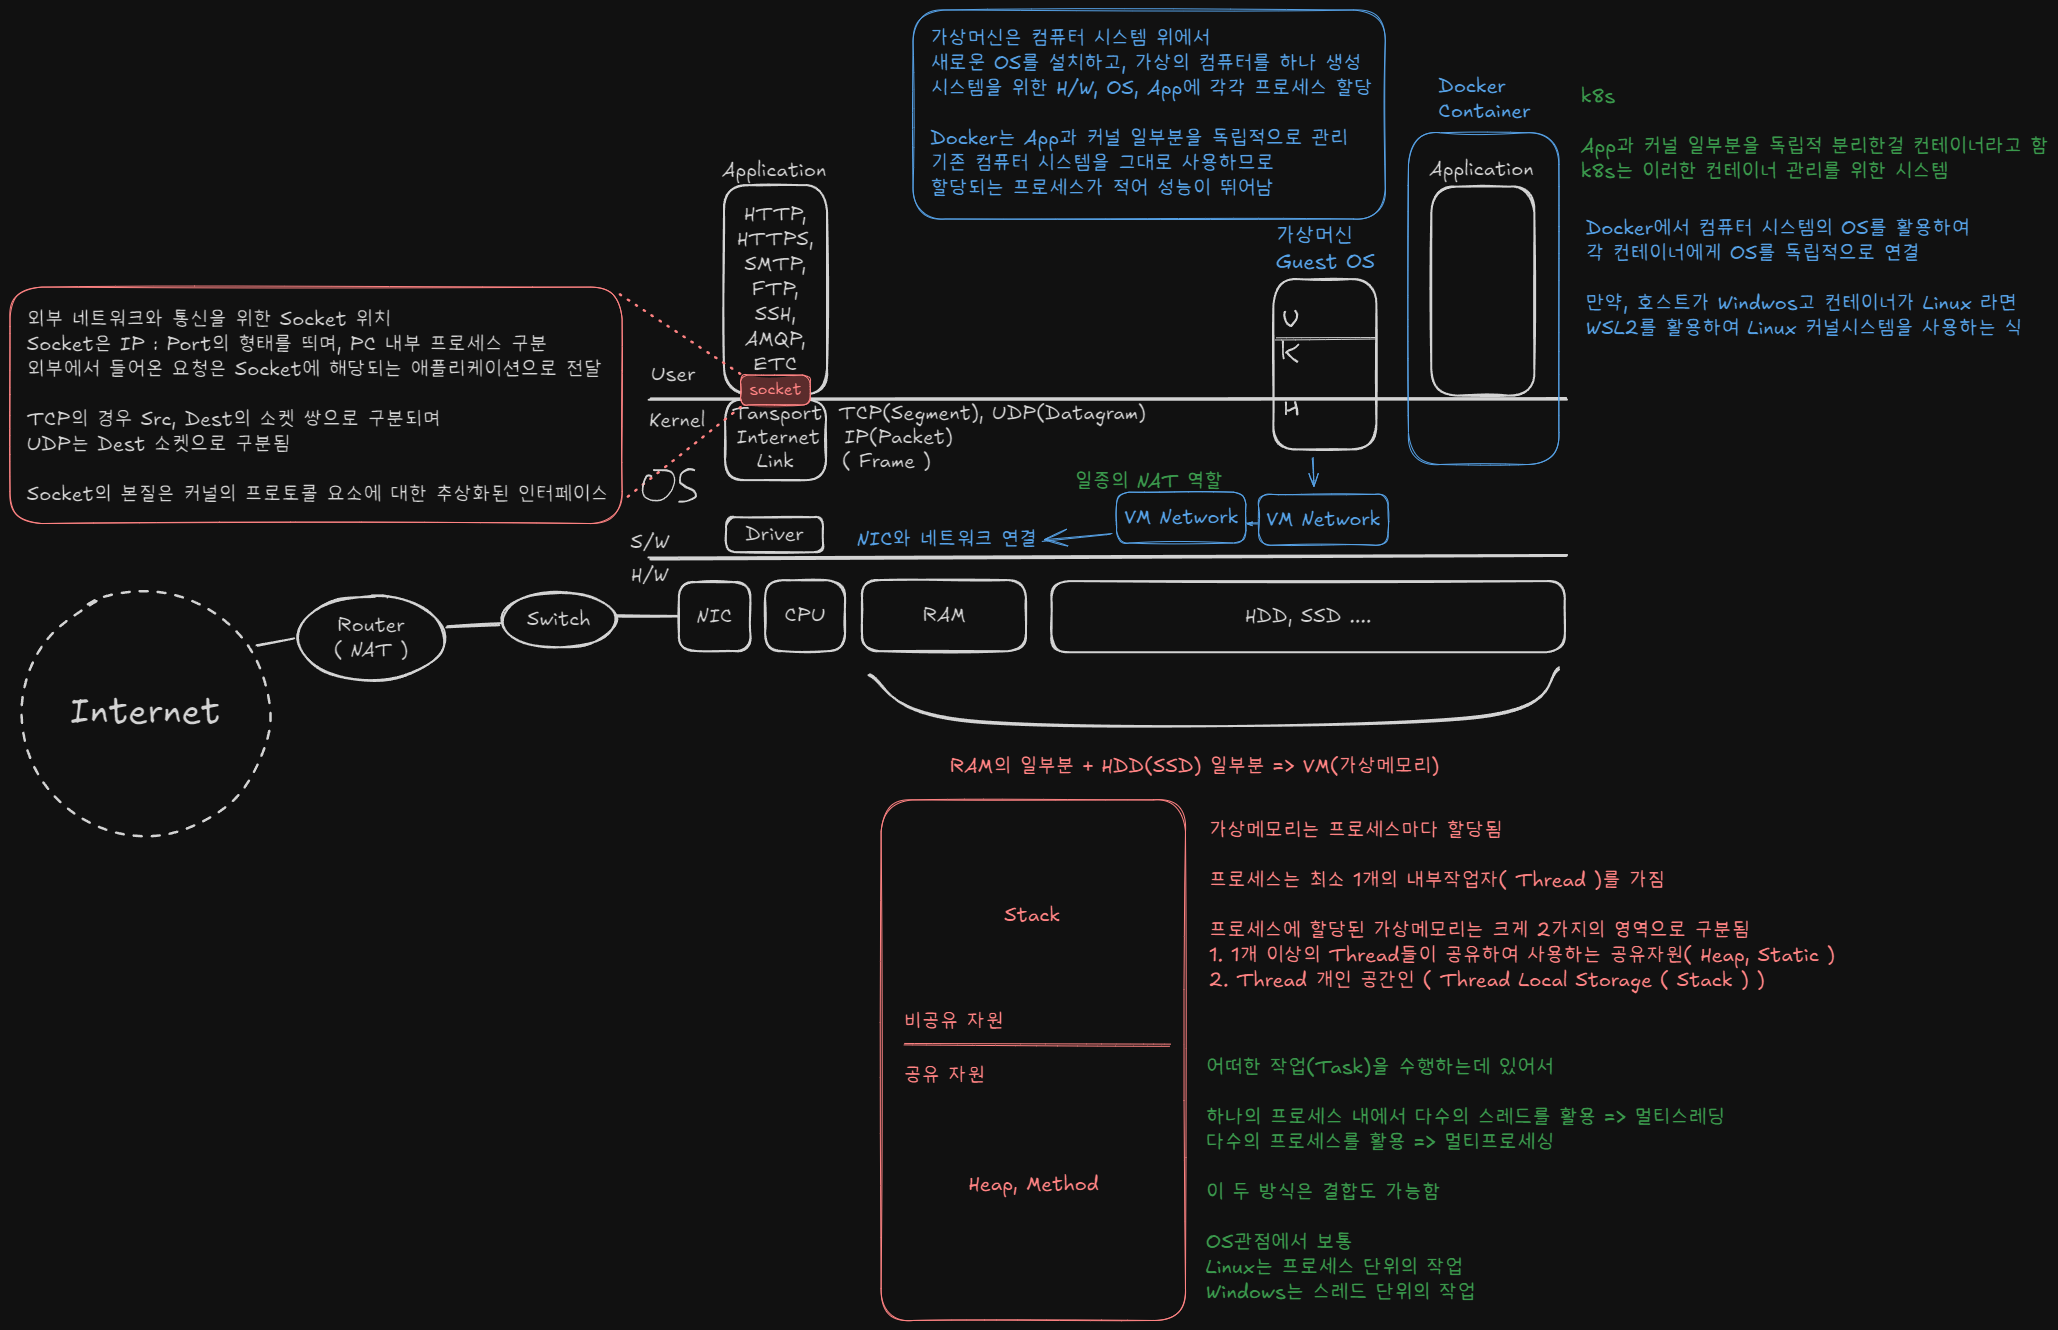 가상머신은 컴퓨터 시스템 위에서
새로운 OS를 설치하고, 가상의 컴퓨터를 하나 생성
시스템을 위한 H/W, OS, App에 각각 프로세스 할당
Docker는 App과 커널 일부분을 독립적으로 관리
기존 컴퓨터 시스템을 그대로 사용하므로
할당되는 프로세스가 적어 성능이 뛰어남
Docker
Container
Application
k8s
App과 커널 일부분을 독립적 분리한걸 컨테이너라고 함
k8s는 이러한 컨테이너 관리를 위한 시스템
Docker에서 컴퓨터 시스템의 OS를 활용하여
각 컨테이너에게 OS를 독립적으로 연결
만약, 호스트가 Windwos고 컨테이너가 Linux 라면
WSL2를 활용하여 Linux 커널시스템을 사용하는 식
Application
HTTP,
HTTPS,
SMTP,
FTP,
SSH,
AMQP,
ETC
socket
가상머신
Guest OS
U
K
H
외부 네트워크와 통신을 위한 Socket 위치
Socket은 IP : Port의 형태를 띄며, PC 내부 프로세스 구분
외부에서 들어온 요청은 Socket에 해당되는 애플리케이션으로 전달
TCP의 경우 Src, Dest의 소켓 쌍으로 구분되며
UDP는 Dest 소켓으로 구분됨
Socket의 본질은 커널의 프로토콜 요소에 대한 추상화된 인터페이스
User
Kernel
OS
Tansport
Internet
Link
TCP(Segment), UDP(Datagram)
IP(Packet)
( Frame )
일종의 NAT 역할
VM Network
VM Network
NIC와 네트워크 연결
Driver
S/W
H/W
NIC
CPU
RAM
HDD, SSD ....
Switch
Router
( NAT )
Internet
RAM의 일부분 + HDD(SSD) 일부분 => VM(가상메모리)
Stack
비공유 자원
공유 자원
Heap, Method
가상메모리는 프로세스마다 할당됨
프로세스는 최소 1개의 내부작업자( Thread )를 가짐
프로세스에 할당된 가상메모리는 크게 2가지의 영역으로 구분됨
1. 1개 이상의 Thread들이 공유하여 사용하는 공유자원( Heap, Static )
2. Thread 개인 공간인 ( Thread Local Storage ( Stack ) )
어떠한 작업(Task)을 수행하는데 있어서
하나의 프로세스 내에서 다수의 스레드를 활용 => 멀티스레딩
다수의 프로세스를 활용 => 멀티프로세싱
이 두 방식은 결합도 가능함
OS관점에서 보통
Linux는 프로세스 단위의 작업
Windows는 스레드 단위의 작업